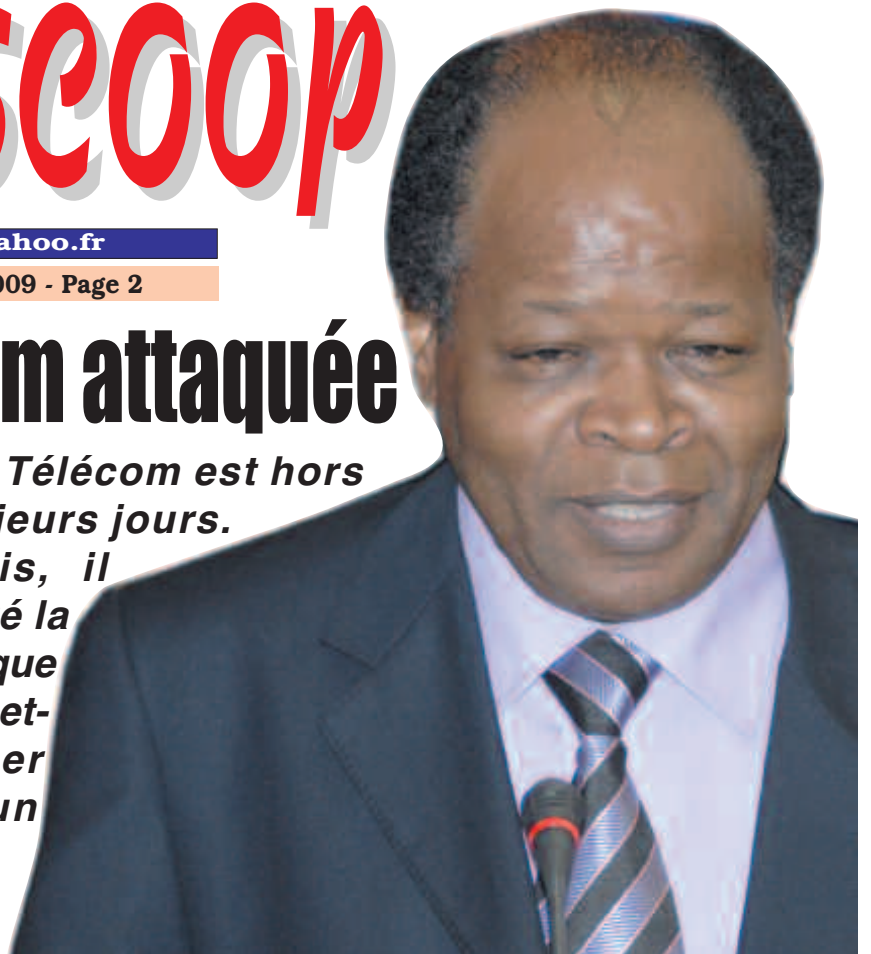 scoop
ahoo.fr
009 - Page 2
m attaquée
Télécom est hors
ieurs jours.
is, il
é la
que
et-
er
un